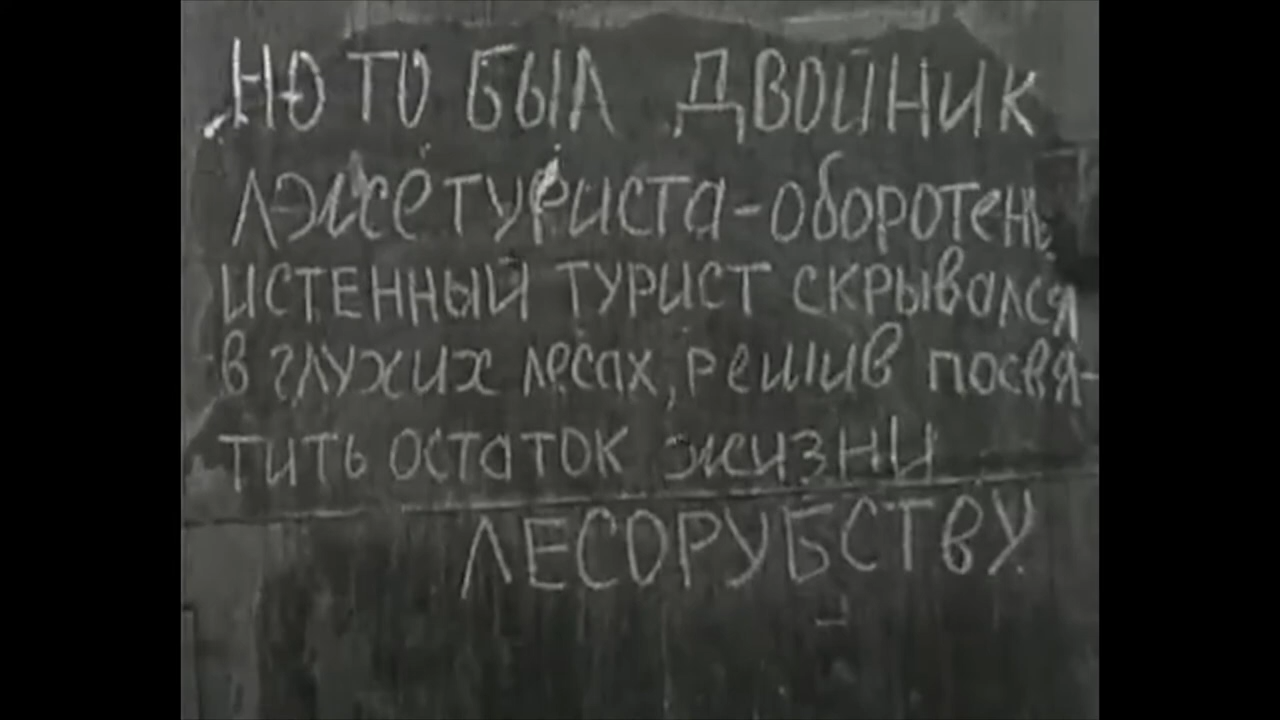 НО ТО БЫЛ ДВОЙНИК
ЛЖЕТУРИСТА-ОБОРОТЕНЬ
ИСТЕННЫЙ ТУРИСТ СКРЫВАЛСЯ
В ГЛУХИХ ЛЕСАХ, РЕШИВ ПОСВЯ-
ТИТЬ ОСТАТОК ЖИЗНИ
ЛЕСОРУБСТВУ